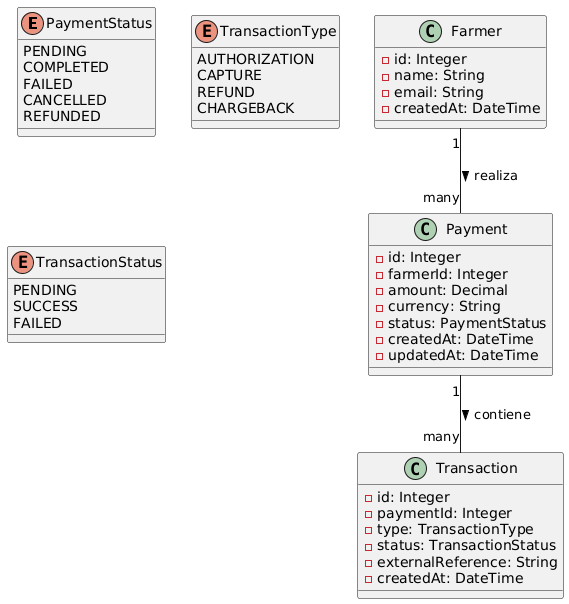 E PaymentStatus
PENDING
COMPLETED
FAILED
CANCELLED
REFUNDED
E TransactionType
AUTHORIZATION
CAPTURE
REFUND
CHARGEBACK
C Farmer
id: Integer
name: String
email: String
createdAt: DateTime
1
realiza
many
E TransactionStatus
PENDING
SUCCESS
FAILED
C Payment
id: Integer
farmerId: Integer
amount: Decimal
currency: String
status: PaymentStatus
createdAt: DateTime
updatedAt: DateTime
1
contiene
many
C Transaction
id: Integer
paymentId: Integer
type: TransactionType
status: TransactionStatus
externalReference: String
createdAt: DateTime